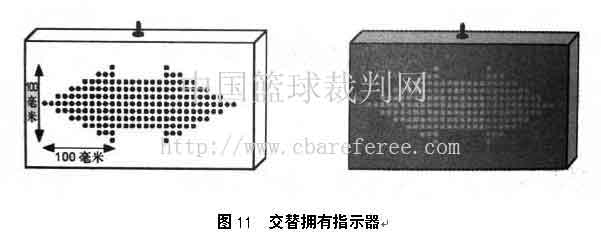 中国篮球裁判网
100毫米
100毫米
http://www.cbareferee.com
图 11 交替拥有指示器